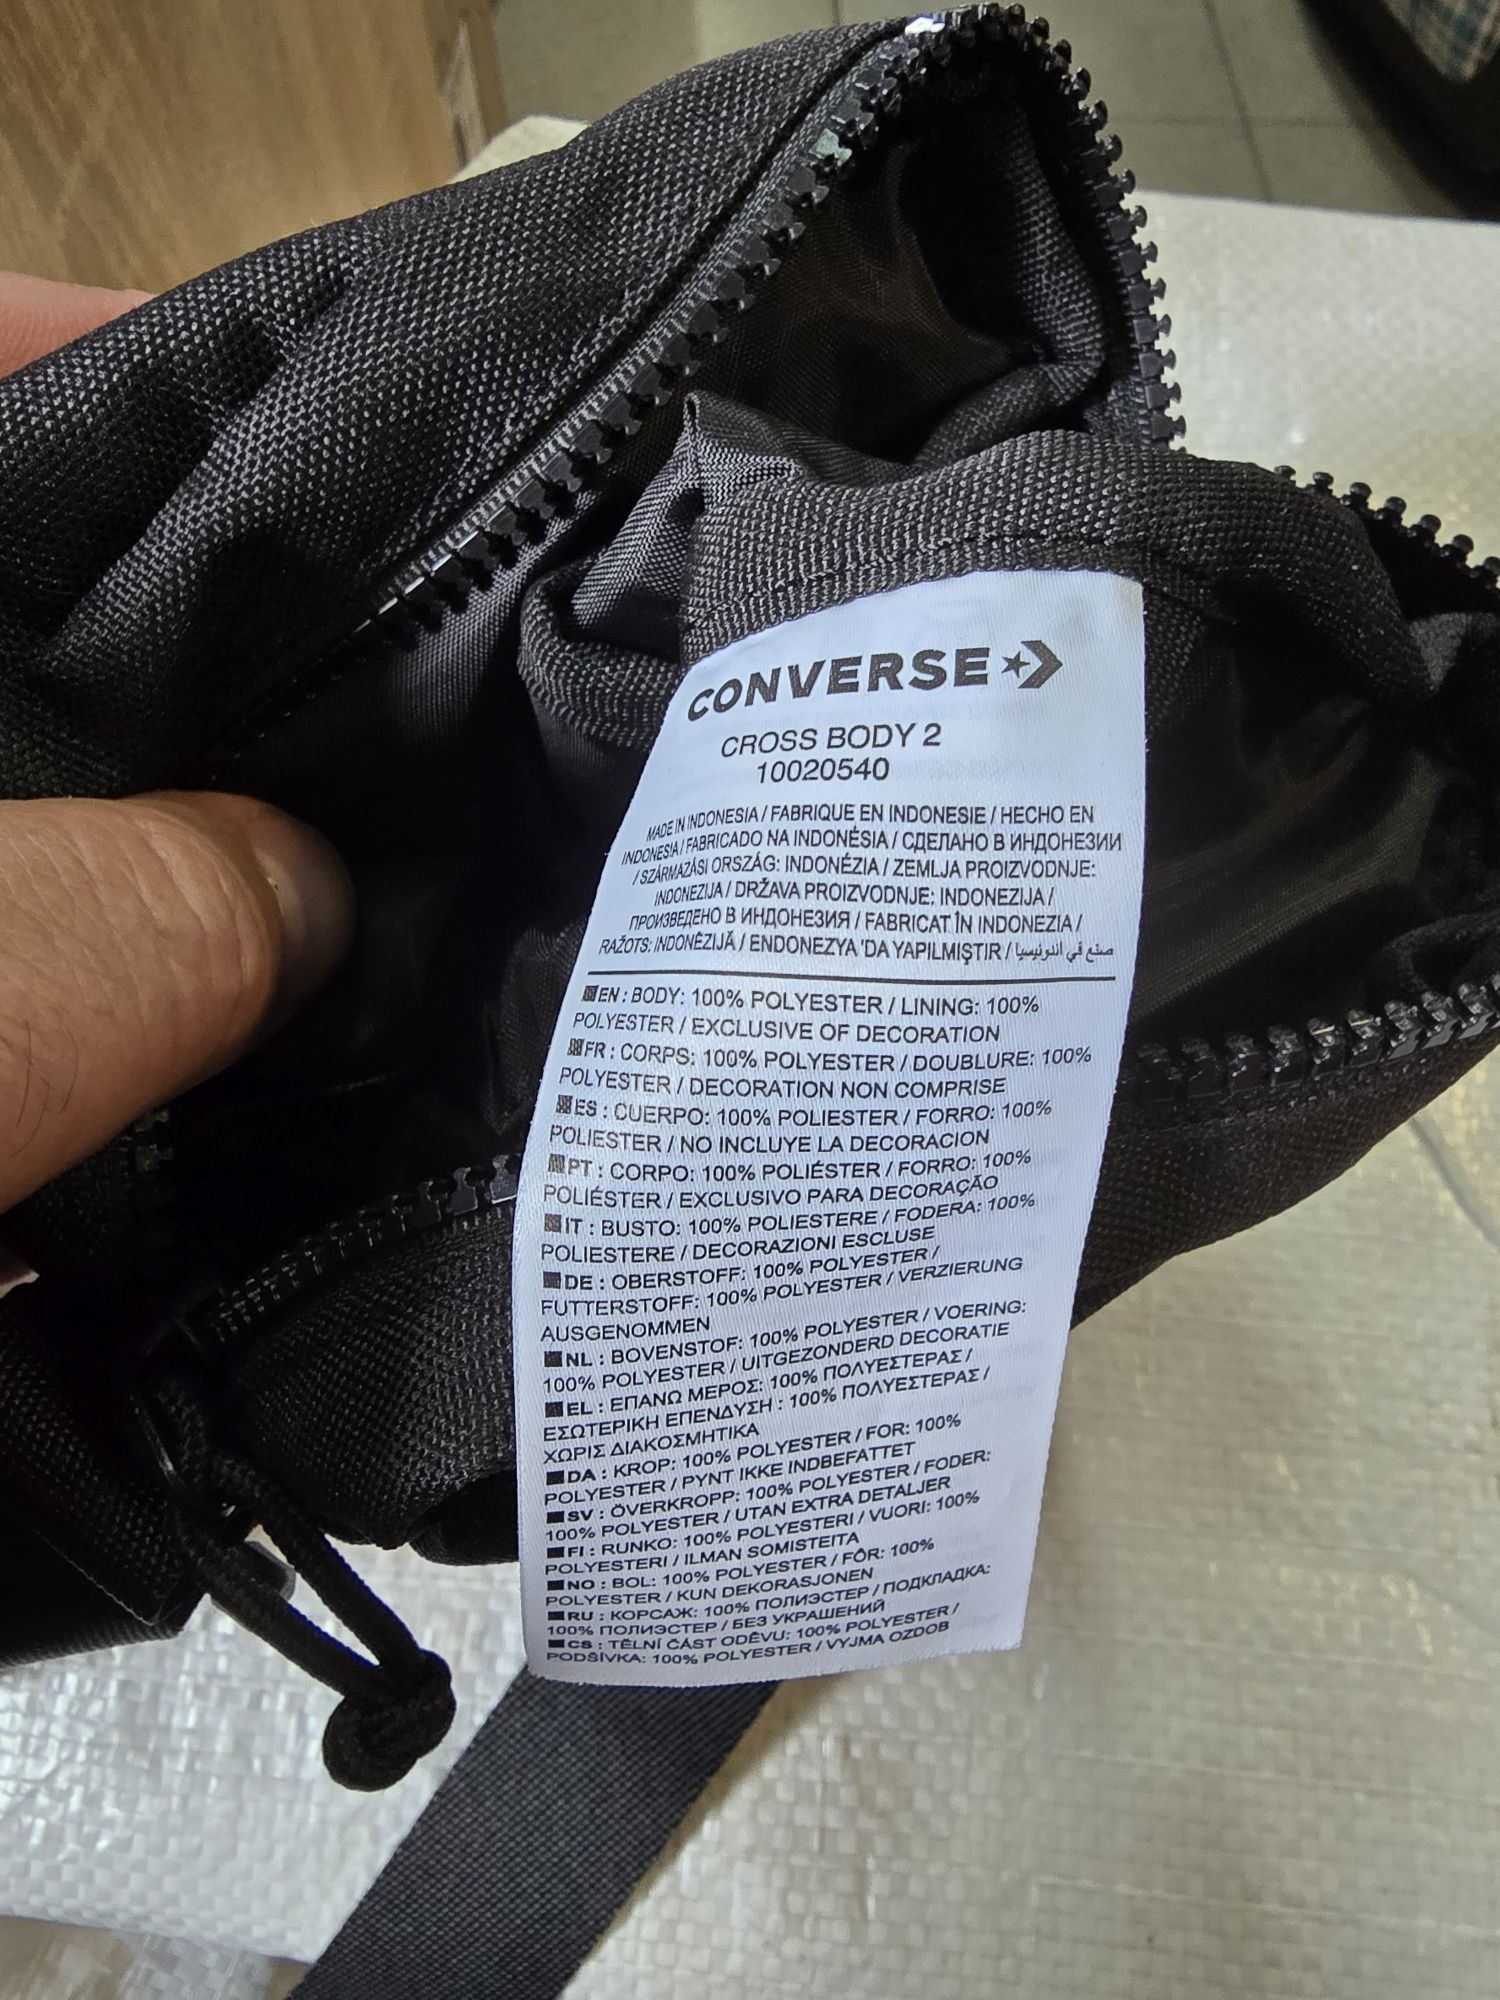 CONVERSE
CROSS BODY 2
10020540
MADE IN INDONESIA / FABRIQUE EN INDONESIE / HECHO EN
INDONESIA / FABRICADO NA INDONÉSIA / СДЕЛАНО В ИНДОНЕЗИИ
/ SZÁRMAZÁSI ORSZÁG: INDONÉZIA / ZEMLJA PROIZVODNJE:
INDONEZIJA / DRŽAVA PROIZVODNJE: INDONEZIJA /
ПРОИЗВЕДЕНО В ИНДОНЕЗИЯ / FABRICAT ÎN INDONEZIA /
RAŽOTS: INDONĒZIJĀ / ENDONEZYA 'DA YAPILMIŞTIR / صنع في اندونيسيا
EN : BODY: 100% POLYESTER / LINING: 100%
POLYESTER / EXCLUSIVE OF DECORATION
FR : CORPS: 100% POLYESTER / DOUBLURE: 100%
POLYESTER / DECORATION NON COMPRISE
ES : CUERPO: 100% POLIESTER / FORRO: 100%
POLIESTER / NO INCLUYE LA DECORACION
PT : CORPO: 100% POLIÉSTER / FORRO: 100%
POLIÉSTER / EXCLUSIVO PARA DECORAÇÃO
IT : BUSTO: 100% POLIESTERE / FODERA: 100%
POLIESTERE / DECORAZIONI ESCLUSE
DE : OBERSTOFF: 100% POLYESTER /
FUTTERSTOFF: 100% POLYESTER / VERZIERUNG
AUSGENOMMEN
NL : BOVENSTOF: 100% POLYESTER / VOERING:
100% POLYESTER / UITGEZONDERD DECORATIE
EL : ΕΠΑΝΩ ΜΕΡΟΣ: 100% ΠΟΛΥΕΣΤΕΡΑΣ /
ΕΣΩΤΕΡΙΚΗ ΕΠΕΝΔΥΣΗ : 100% ΠΟΛΥΕΣΤΕΡΑΣ /
ΧΩΡΙΣ ΔΙΑΚΟΣΜΗΤΙΚΑ
DA : KROP: 100% POLYESTER / FOR: 100%
POLYESTER / PYNT IKKE INDBEFATTET
SV : ÖVERKROPP: 100% POLYESTER / FODER:
100% POLYESTER / UTAN EXTRA DETALJER
FI : RUNKO: 100% POLYESTERI / VUORI: 100%
POLYESTERI / ILMAN SOMISTEITA
NO : BOL: 100% POLYESTER / FÔR: 100%
POLYESTER / KUN DEKORASJONEN
RU : КОРСАЖ: 100% ПОЛИЭСТЕР / ПОДКЛАДКА:
100% ПОЛИЭСТЕР / БЕЗ УКРАШЕНИЙ
CS : TĚLNÍ ČÁST ODĚVU: 100% POLYESTER /
PODŠÍVKA: 100% POLYESTER / VYJMA OZDOB